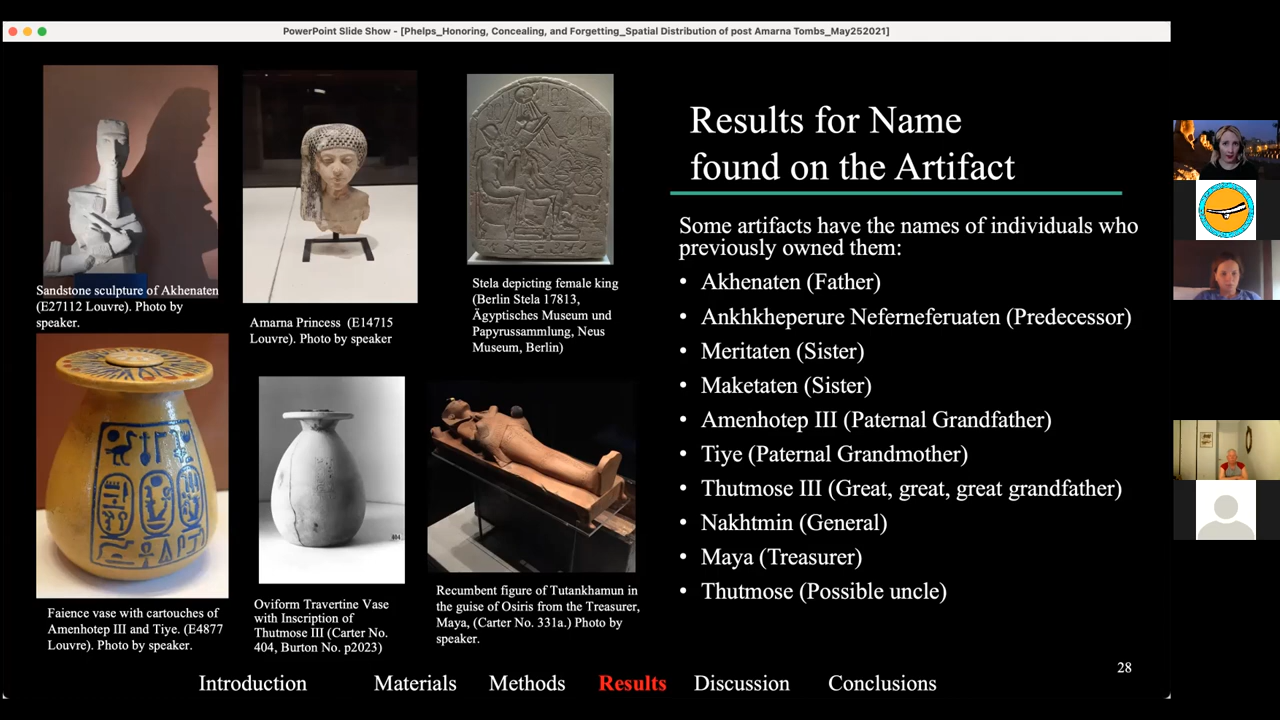 PowerPoint Slide Show - [Phelps_Honoring, Concealing, and Forgetting_Spatial Distribution of post Amarna Tombs_May252021]
Results for Name
found on the Artifact
Some artifacts have the names of individuals who
previously owned them:
• Akhenaten (Father)
• Ankhkheperure Neferneferuaten (Predecessor)
• Meritaten (Sister)
• Maketaten (Sister)
• Amenhotep III (Paternal Grandfather)
• Tiye (Paternal Grandmother)
• Thutmose III (Great, great, great grandfather)
• Nakhtmin (General)
• Maya (Treasurer)
• Thutmose (Possible uncle)
Sandstone sculpture of Akhenaten
(E27112 Louvre). Photo by
speaker.
Amarna Princess (E14715
Louvre). Photo by speaker
Stela depicting female king
(Berlin Stela 17813,
Ägyptisches Museum und
Papyrussammlung, Neus
Museum, Berlin)
Faience vase with cartouches of
Amenhotep III and Tiye. (E4877
Louvre). Photo by speaker.
404.
Oviform Travertine Vase
with Inscription of
Thutmose III (Carter No.
404, Burton No. p2023)
Recumbent figure of Tutankhamun in
the guise of Osiris from the Treasurer,
Maya, (Carter No. 331a.) Photo by
speaker.
28
Introduction Materials Methods Results Discussion Conclusions